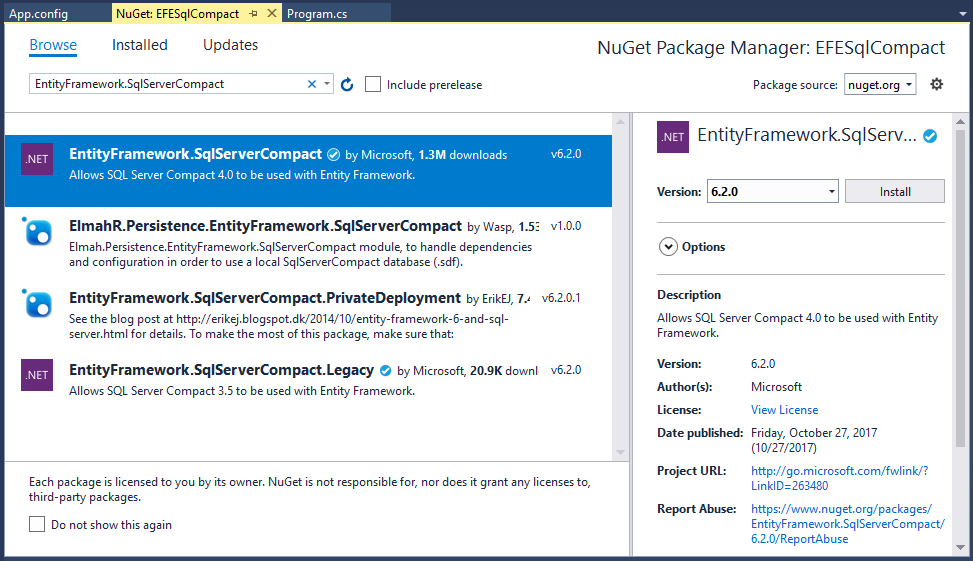 App.config
NuGet: EFESqlCompact
Program.cs
Browse
Installed
Updates
NuGet Package Manager: EFESqlCompact
EntityFramework.SqlServerCompact
Include prerelease
Package source:
nuget.org
.NET
EntityFramework.SqlServerCompact by Microsoft, 1.3M downloads
v6.2.0
Allows SQL Server Compact 4.0 to be used with Entity Framework.
ElmahR.Persistence.EntityFramework.SqlServerCompact by Wasp, 1.53
v1.0.0
Elmah.Persistence.EntityFramework.SqlServerCompact module, to handle dependencies
and configuration in order to use a local SqlServerCompact database (.sdf).
EntityFramework.SqlServerCompact.PrivateDeployment by ErikEJ, 7.4
v6.2.0.1
See the blog post at http://erikej.blogspot.dk/2014/10/entity-framework-6-and-sql-
server.html for details. To make the most of this package, make sure that:
.NET
EntityFramework.SqlServerCompact.Legacy by Microsoft, 20.9K downl
v6.2.0
Allows SQL Server Compact 3.5 to be used with Entity Framework.
Each package is licensed to you by its owner. NuGet is not responsible for, nor does it grant any licenses to,
third-party packages.
Do not show this again
.NET
EntityFramework.SqlServ...
Version:
6.2.0
Install
Options
Description
Allows SQL Server Compact 4.0 to be used with Entity
Framework.
Version: 6.2.0
Author(s): Microsoft
License: View License
Date published: Friday, October 27, 2017
(10/27/2017)
Project URL: http://go.microsoft.com/fwlink/?
LinkID=263480
Report Abuse: https://www.nuget.org/packages/
EntityFramework.SqlServerCompact/
6.2.0/ReportAbuse